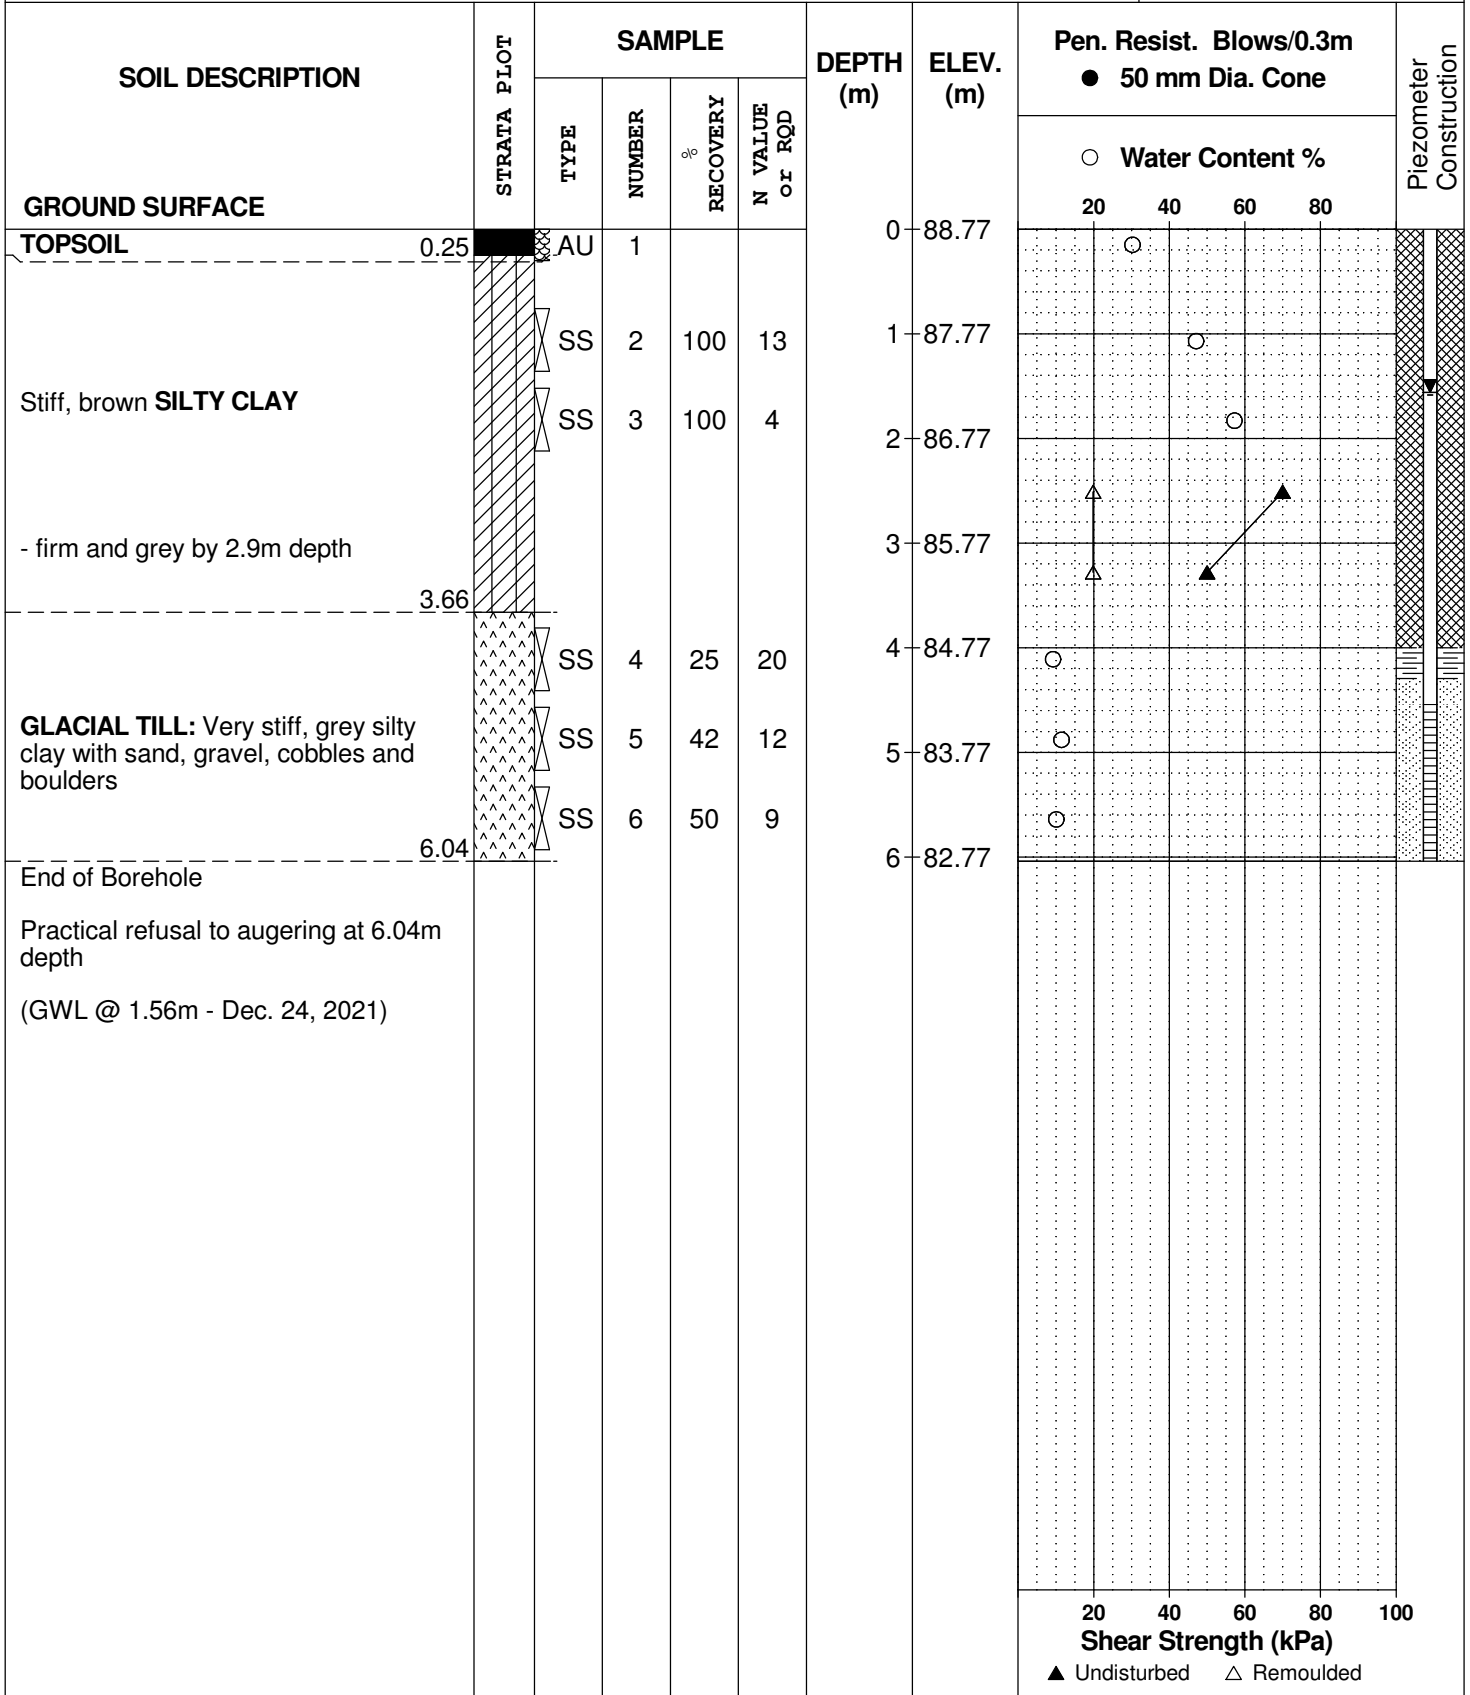 SOIL DESCRIPTION
GROUND SURFACE
STRATA PLOT
SAMPLE
TYPE
NUMBER
% RECOVERY
N VALUE
or RQD
DEPTH
(m)
ELEV.
(m)
Pen. Resist. Blows/0.3m
● 50 mm Dia. Cone
○ Water Content %
20 40 60 80
Piezometer
Construction
0 88.77
TOPSOIL 0.25 AU 1
1 87.77
SS 2 100 13
Stiff, brown SILTY CLAY
SS 3 100 4
2 86.77
- firm and grey by 2.9m depth
3 85.77
3.66
4 84.77
SS 4 25 20
GLACIAL TILL: Very stiff, grey silty
clay with sand, gravel, cobbles and
boulders
SS 5 42 12
5 83.77
SS 6 50 9
6.04
6 82.77
End of Borehole
Practical refusal to augering at 6.04m
depth
(GWL @ 1.56m - Dec. 24, 2021)
20 40 60 80 100
Shear Strength (kPa)
▲ Undisturbed △ Remoulded